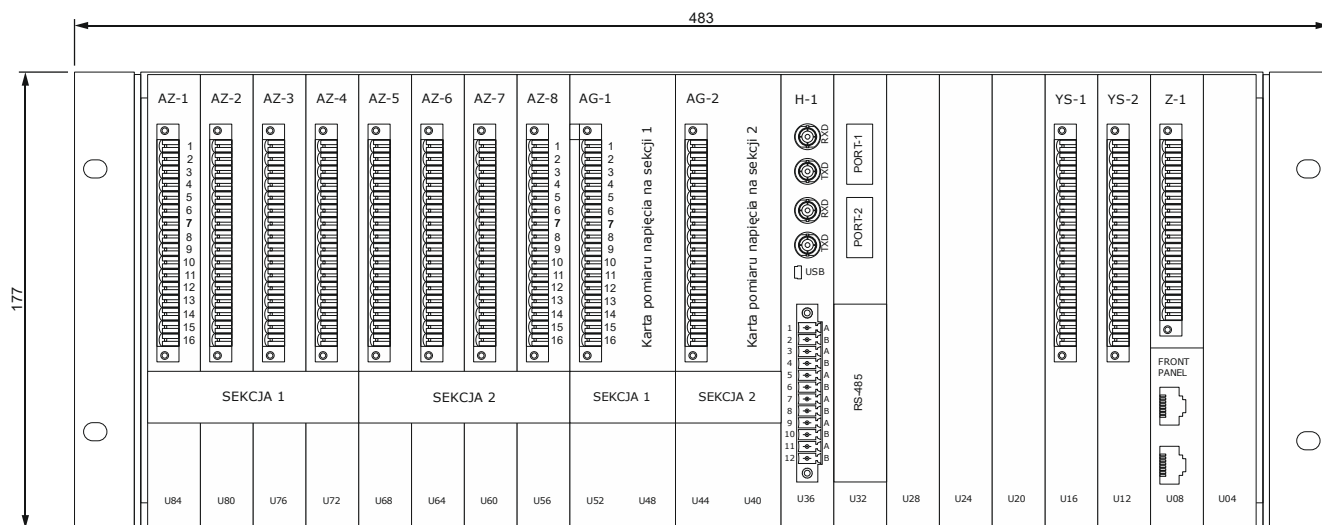 483
177
AZ-1 AZ-2 AZ-3 AZ-4 AZ-5 AZ-6 AZ-7 AZ-8 AG-1 AG-2 H-1 YS-1 YS-2 Z-1
1
2
3
4
5
6
7
8
9
10
11
12
13
14
15
16
1
2
3
4
5
6
7
8
9
10
11
12
13
14
15
16
1
2
3
4
5
6
7
8
9
10
11
12
13
14
15
16
Karta pomiaru napięcia na sekcji 1
Karta pomiaru napięcia na sekcji 2
RXD
TXD
RXD
TXD
PORT-1
PORT-2
USB
1 A
2 B
3 A
4 B
5 A
6 B
7 A
8 B
9 A
10 B
11 A
12 B
RS-485
FRONT
PANEL
SEKCJA 1 SEKCJA 2 SEKCJA 1 SEKCJA 2
U84 U80 U76 U72 U68 U64 U60 U56 U52 U48 U44 U40 U36 U32 U28 U24 U20 U16 U12 U08 U04